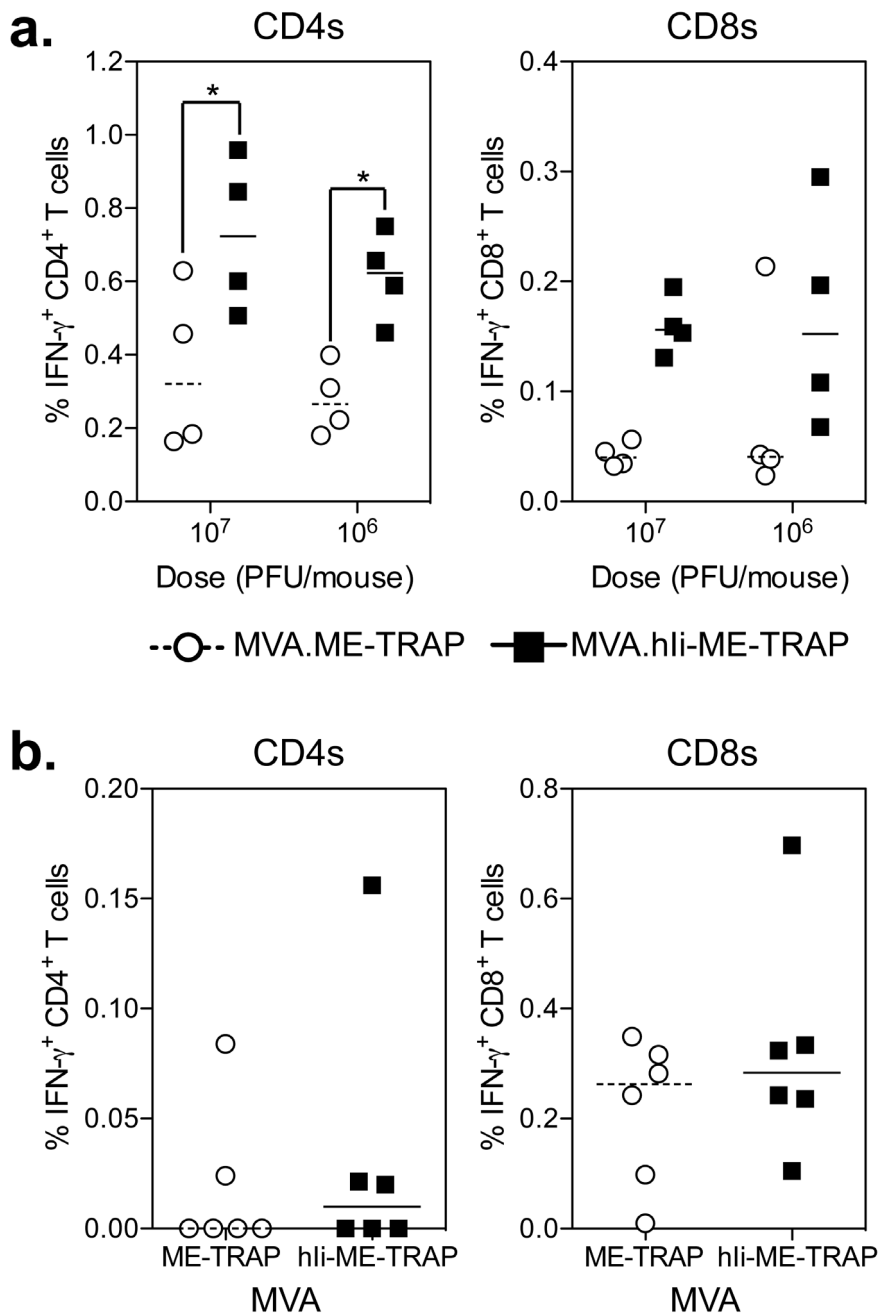 a.
CD4s
CD8s
% IFN-γ⁺ CD4⁺ T cells
1.2
1.0
0.8
0.6
0.4
0.2
0.0
*
*
10⁷
10⁶
Dose (PFU/mouse)
% IFN-γ⁺ CD8⁺ T cells
0.4
0.3
0.2
0.1
0.0
10⁷
10⁶
Dose (PFU/mouse)
MVA.ME-TRAP
MVA.hIi-ME-TRAP
b.
CD4s
CD8s
% IFN-γ⁺ CD4⁺ T cells
0.20
0.15
0.10
0.05
0.00
ME-TRAP
hIi-ME-TRAP
MVA
% IFN-γ⁺ CD8⁺ T cells
0.8
0.6
0.4
0.2
0.0
ME-TRAP
hIi-ME-TRAP
MVA